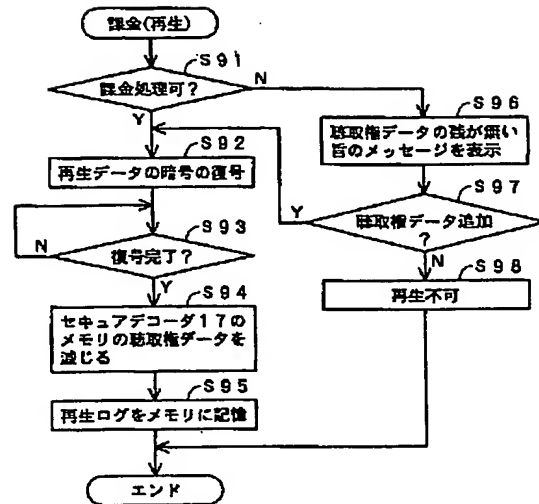 課金(再生)
S91
課金処理可?
N
Y
S92
再生データの暗号の復号
S93
復号完了?
N
Y
S94
セキュアデコーダ17の
メモリの聴取権データを
減じる
S95
再生ログをメモリに記憶
エンド
S96
聴取権データの残が無い
旨のメッセージを表示
S97
聴取権データ追加
?
Y
N
S98
再生不可